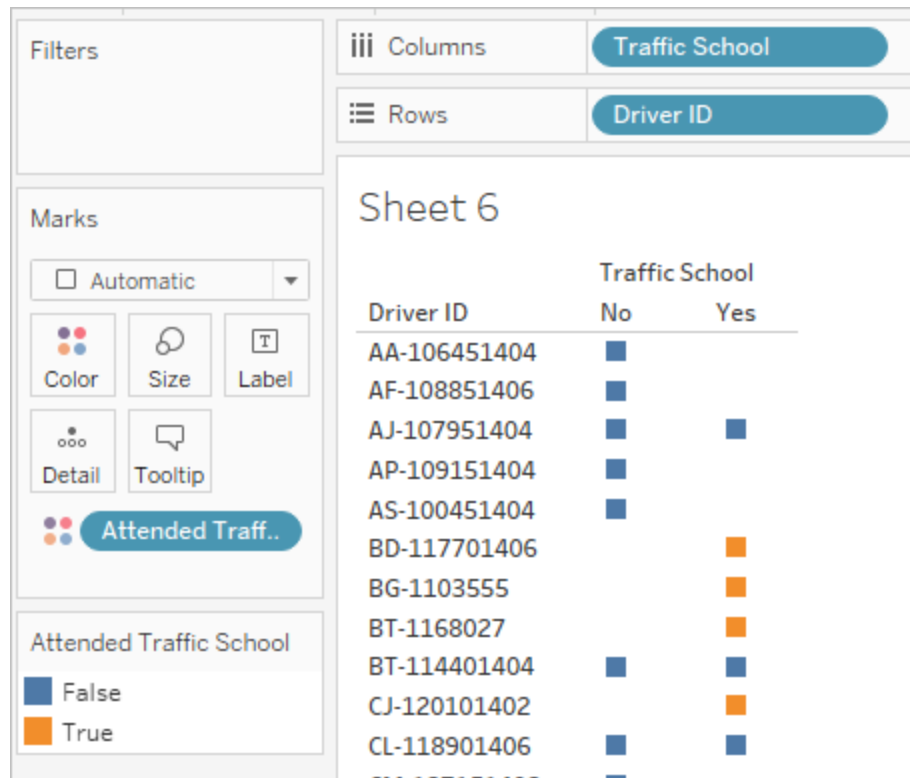 Filters
Columns
Traffic School
Rows
Driver ID
Marks
Automatic
Color
Size
T
Label
Detail
Tooltip
Attended Traff..
Attended Traffic School
False
True
Sheet 6
Traffic School
Driver ID No Yes
AA-106451404
AF-108851406
AJ-107951404
AP-109151404
AS-100451404
BD-117701406
BG-1103555
BT-1168027
BT-114401404
CJ-120101402
CL-118901406